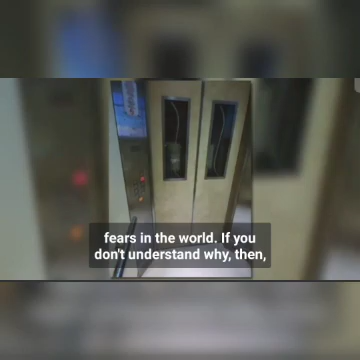 fears in the world. If you
don't understand why, then,